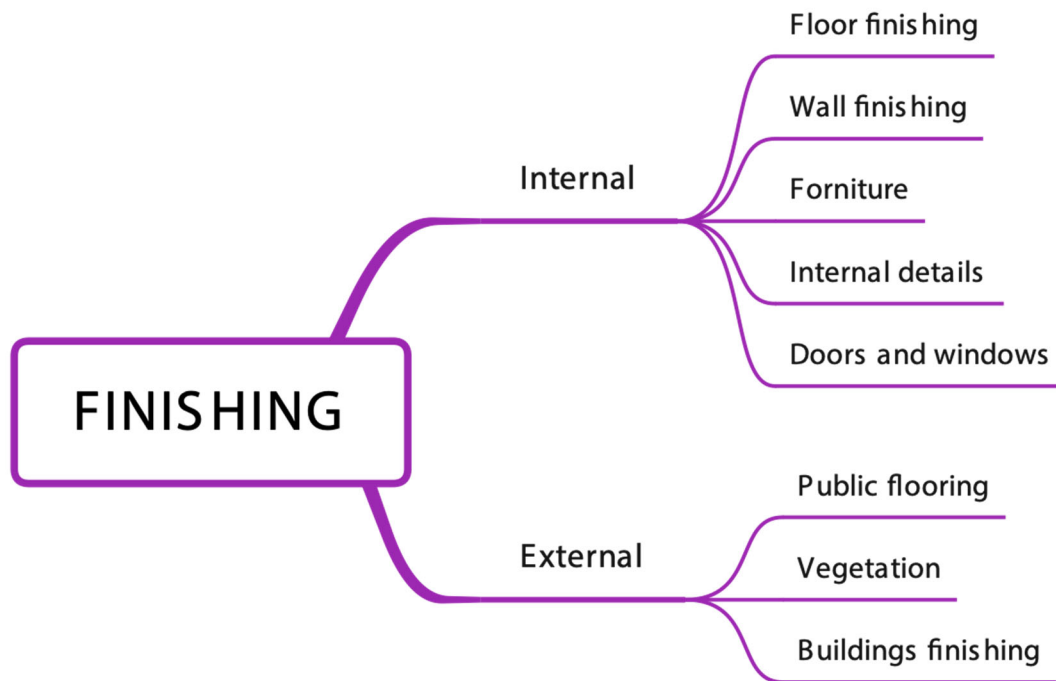 Floor finishing
Wall finishing
Internal
Forniture
Internal details
Doors and windows
FINISHING
Public flooring
External
Vegetation
Buildings finishing